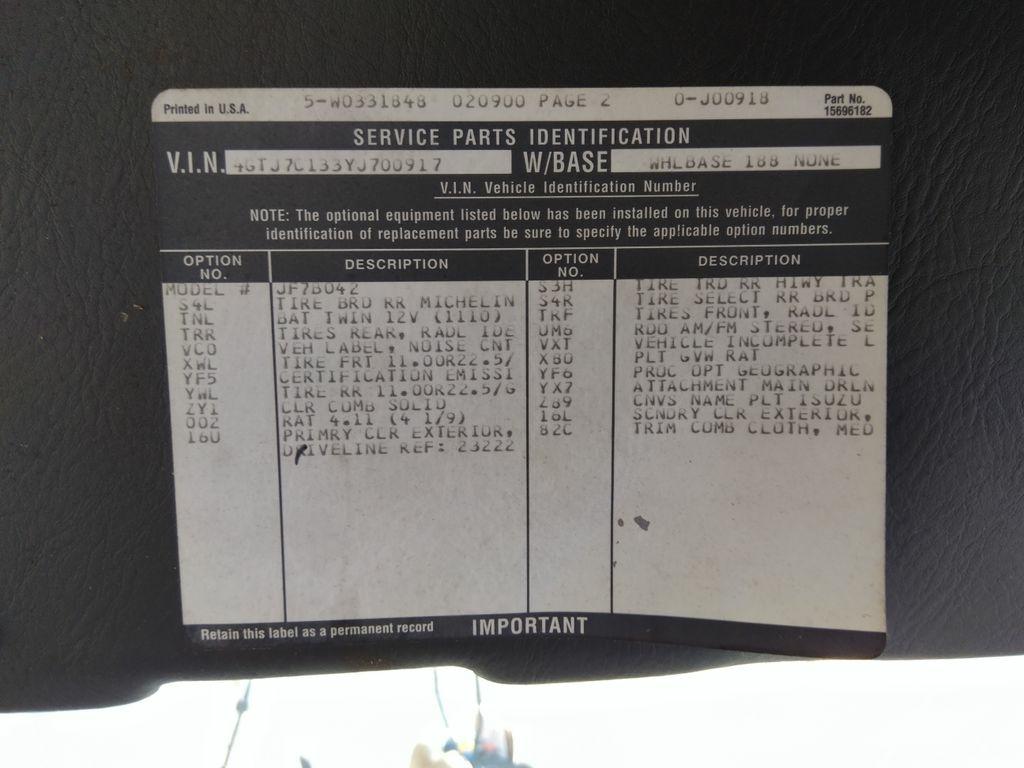 Printed in U.S.A. 5-W0331848 020900 PAGE 2 0-J00918 Part No. 15696182
SERVICE PARTS IDENTIFICATION
V.I.N. 4GTJ7C133YJ700917 W/BASE WHLBASE 188 NONE
V.I.N. Vehicle Identification Number
NOTE: The optional equipment listed below has been installed on this vehicle, for proper
identification of replacement parts be sure to specify the applicable option numbers.
OPTION NO. DESCRIPTION OPTION NO. DESCRIPTION
MODEL # JF7B042 S3H TIRE TRD RR HIWY TRA
S4L TIRE BRD RR MICHELIN S4R TIRE SELECT RR BRD P
TNL BAT TWIN 12V (1110) TRF TIRES FRONT, RADL ID
TRR TIRES REAR, RADL IDE UM6 RDO AM/FM STEREO, SE
VC0 VEH LABEL, NOISE CNT VXT VEHICLE INCOMPLETE L
XWL TIRE FRT 11.00R22.5/ X80 PLT GVW RAT
YF5 CERTIFICATION EMISSI YF6 PROC OPT GEOGRAPHIC
YWL TIRE RR 11.00R22.5/G YX7 ATTACHMENT MAIN DRLN
ZY1 CLR COMB SOLID Z89 CNVS NAME PLT ISUZU
002 RAT 4.11 (4 1/9) 16L SCNDRY CLR EXTERIOR,
16U PRIMRY CLR EXTERIOR, 82C TRIM COMB CLOTH, MED
DRIVELINE REF: 23222
Retain this label as a permanent record IMPORTANT